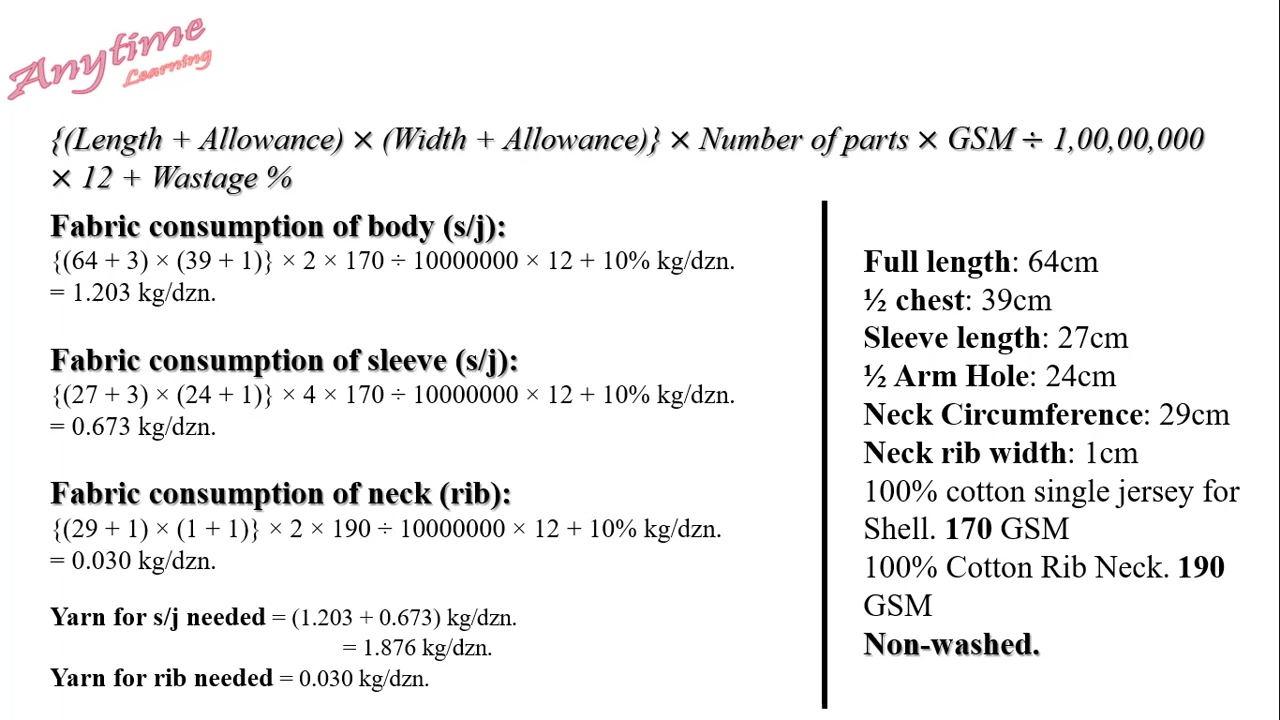 Anytime
Learning
{(Length + Allowance) × (Width + Allowance)} × Number of parts × GSM ÷ 1,00,00,000
× 12 + Wastage %
Fabric consumption of body (s/j):
{(64 + 3) × (39 + 1)} × 2 × 170 ÷ 10000000 × 12 + 10% kg/dzn.
= 1.203 kg/dzn.
Fabric consumption of sleeve (s/j):
{(27 + 3) × (24 + 1)} × 4 × 170 ÷ 10000000 × 12 + 10% kg/dzn.
= 0.673 kg/dzn.
Fabric consumption of neck (rib):
{(29 + 1) × (1 + 1)} × 2 × 190 ÷ 10000000 × 12 + 10% kg/dzn.
= 0.030 kg/dzn.
Yarn for s/j needed = (1.203 + 0.673) kg/dzn.
= 1.876 kg/dzn.
Yarn for rib needed = 0.030 kg/dzn.
Full length: 64cm
½ chest: 39cm
Sleeve length: 27cm
½ Arm Hole: 24cm
Neck Circumference: 29cm
Neck rib width: 1cm
100% cotton single jersey for
Shell. 170 GSM
100% Cotton Rib Neck. 190
GSM
Non-washed.